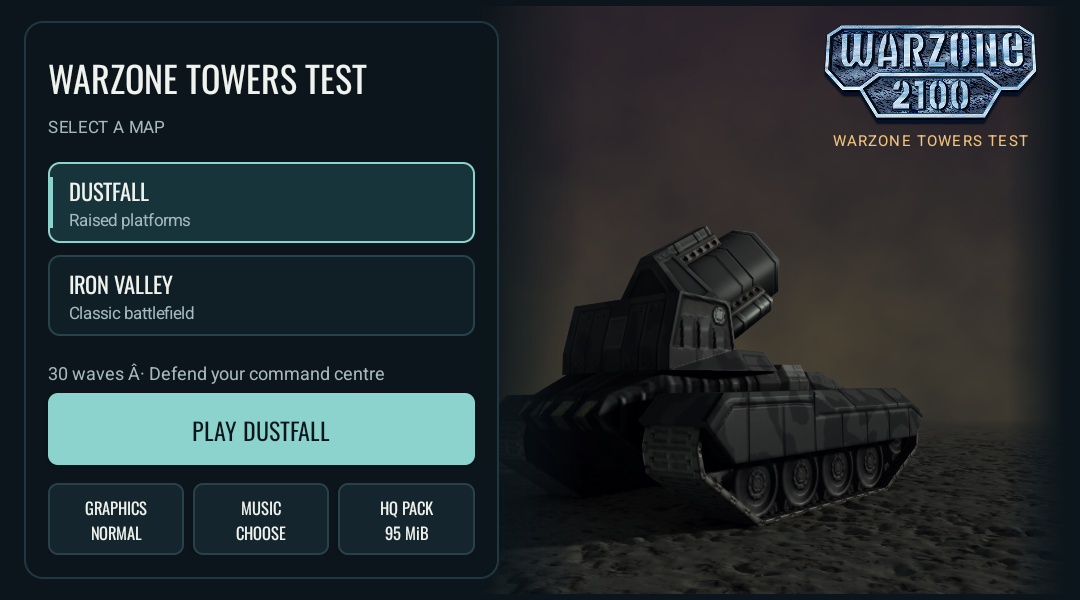 WARZONE TOWERS TEST
SELECT A MAP
DUSTFALL
Raised platforms
IRON VALLEY
Classic battlefield
30 waves Â· Defend your command centre
PLAY DUSTFALL
GRAPHICS
NORMAL
MUSIC
CHOOSE
HQ PACK
95 MiB
WARZONE
2100
WARZONE TOWERS TEST